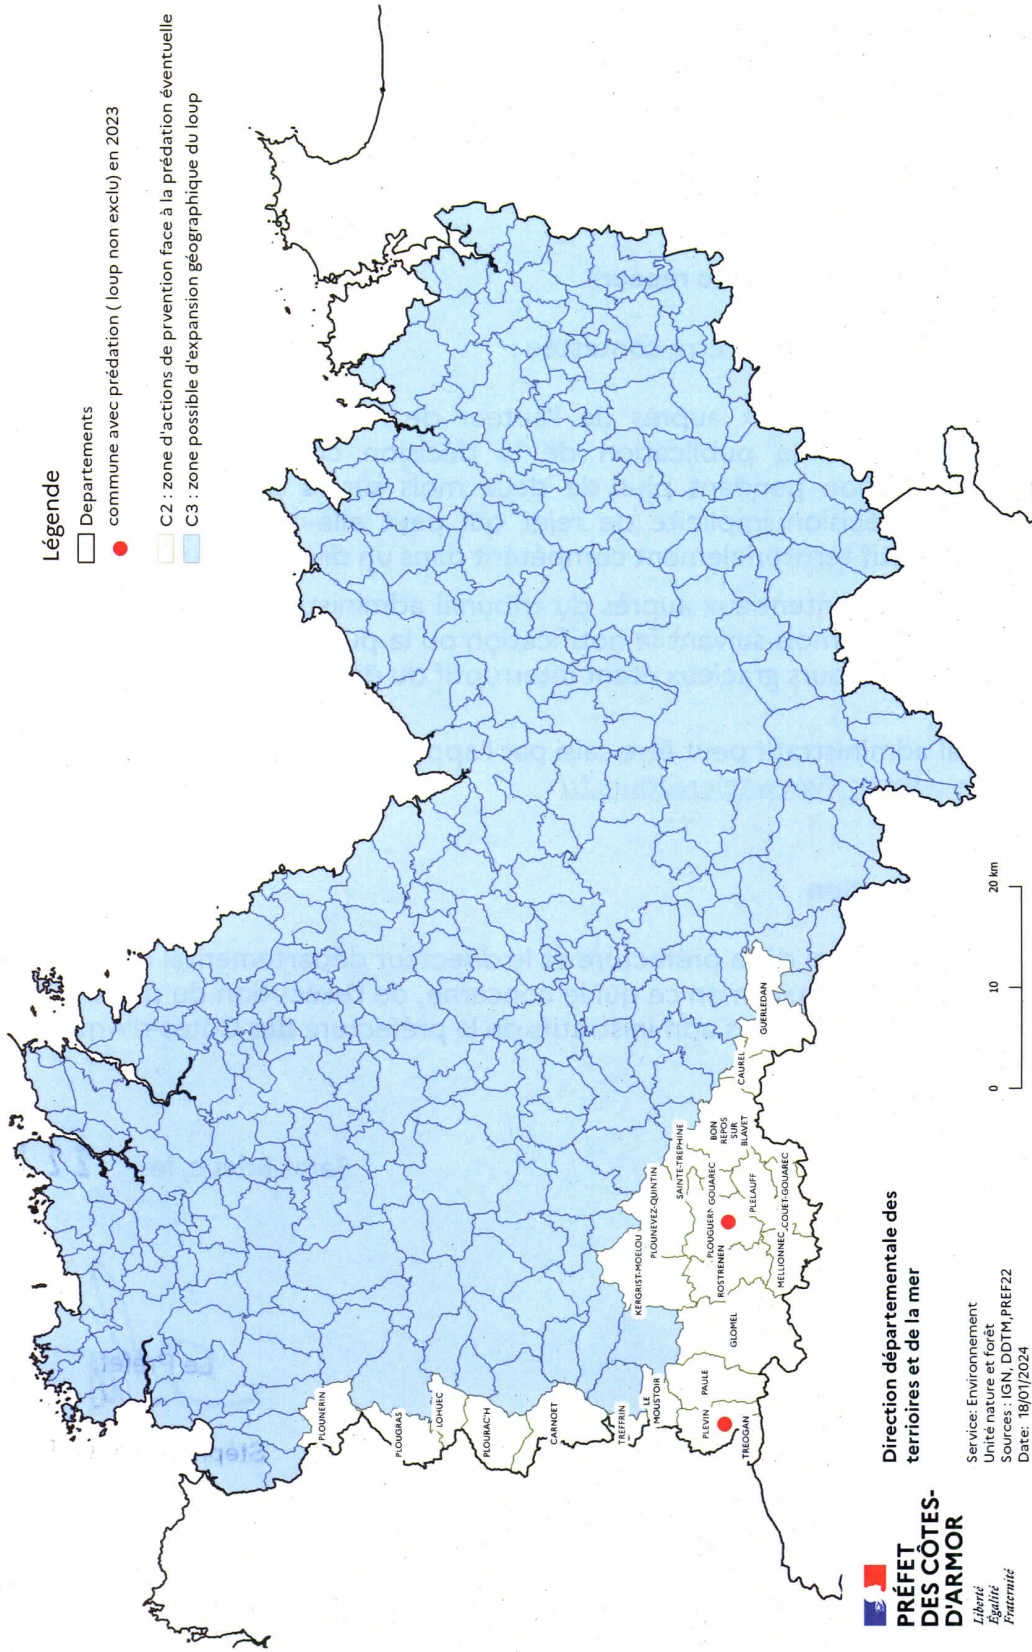 Légende
Departements
commune avec prédation ( loup non exclu) en 2023
C2 : zone d'actions de prvention face à la prédation éventuelle
C3 : zone possible d'expansion géographique du loup
PLOUNERIN
PLOUGRAS
LOHUEC
PLOURAC'H
CARNOET
TREFFRIN
LE
MOUSTOIR
PLEVIN
PAULE
TREOGAN
GLOMEL
KERGRIST-MOELOU
PLOUNEVEZ-QUINTIN
SAINTE-TREPHINE
ROSTRENEN
PLOUGUERN
GOUAREC
PLELAUFF
MELLIONNEC
COUET-GOUAREC
BON
REPOS
SUR
BLAVET
CAUREL
GUERLEDAN
0 10 20 km
PRÉFET
DES CÔTES-
D'ARMOR
Liberté
Égalité
Fraternité
Direction départementale des
terrioires et de la mer
Service: Environnement
Unité nature et forêt
Sources : IGN, DDTM,PREF22
Date: 18/01/2024